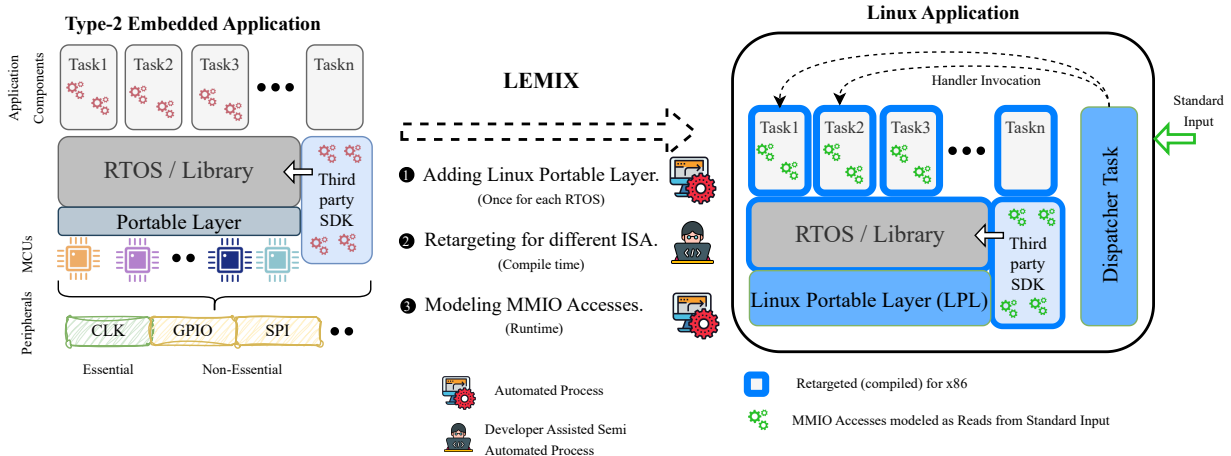 Type-2 Embedded Application
Application
Components
Task1
Task2
Task3
Taskn
RTOS / Library
Third
party
SDK
Portable Layer
MCUs
Peripherals
CLK
GPIO
SPI
Essential
Non-Essential
LEMIX
1 Adding Linux Portable Layer.
(Once for each RTOS)
2 Retargeting for different ISA.
(Compile time)
3 Modeling MMIO Accesses.
(Runtime)
Automated Process
Developer Assisted Semi
Automated Process
Linux Application
Handler Invocation
Standard
Input
Task1
Task2
Task3
Taskn
RTOS / Library
Third
party
SDK
Linux Portable Layer (LPL)
Dispatcher Task
Retargeted (compiled) for x86
MMIO Accesses modeled as Reads from Standard Input